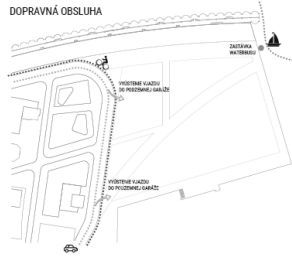 DOPRAVNÁ OBSLUHA
ZASTÁVKA
WATERBUSU
VYÚSTENIE VJAZDU
DO PODZEMNEJ GARÁŽE
VYÚSTENIE VJAZDU
DO PODZEMNEJ GARÁŽE